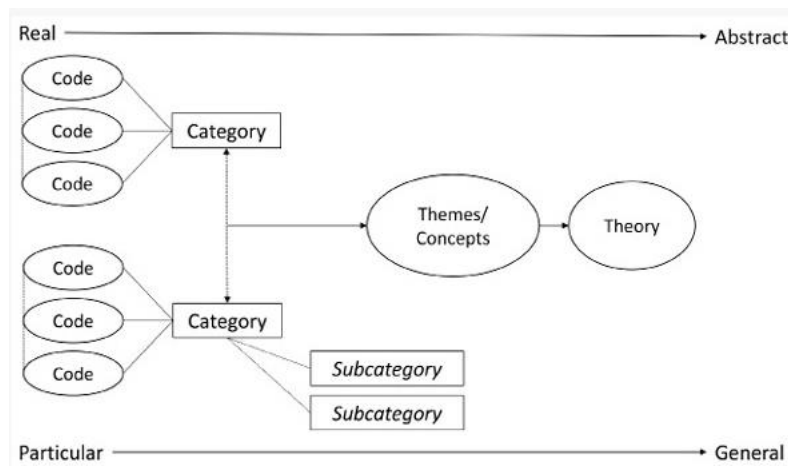 Real
Abstract
Code
Code
Category
Code
Themes/
Concepts
Theory
Code
Code
Category
Code
Subcategory
Subcategory
Particular
General